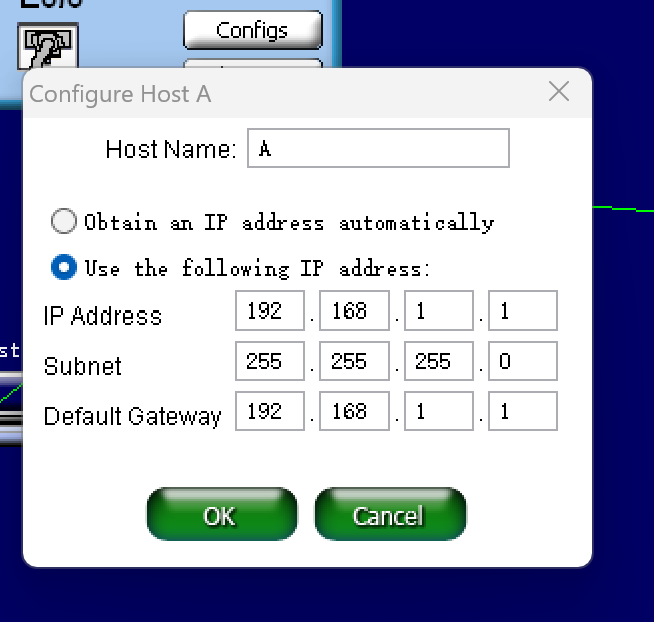 Configs
Configure Host A
Host Name: A
Obtain an IP address automatically
Use the following IP address:
IP Address 192 . 168 . 1 . 1
st
Subnet 255 . 255 . 255 . 0
Default Gateway 192 . 168 . 1 . 1
OK Cancel